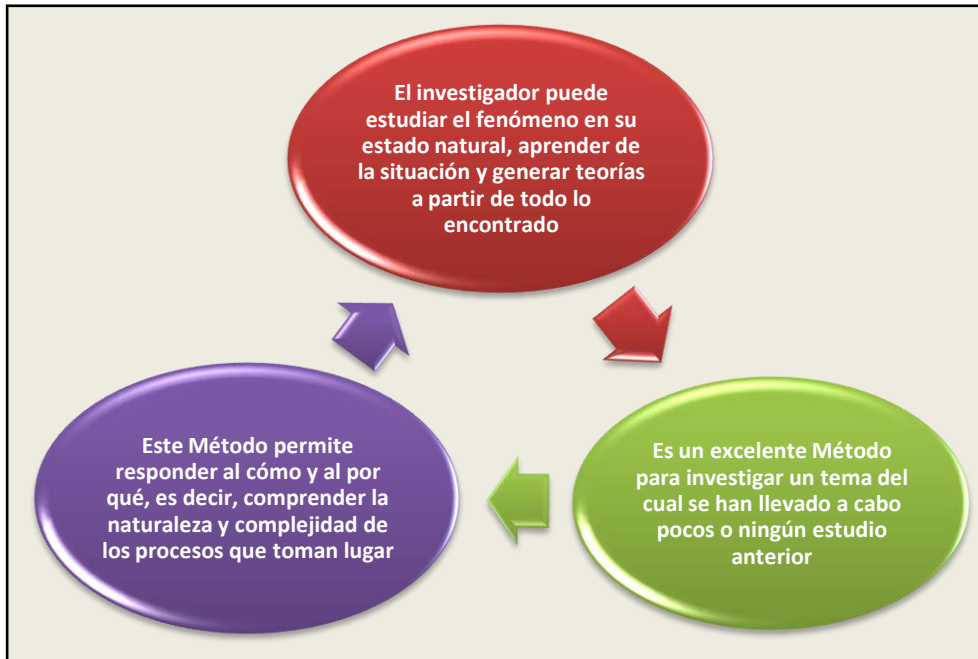 El investigador puede
estudiar el fenómeno en su
estado natural, aprender de
la situación y generar teorías
a partir de todo lo
encontrado
Es un excelente Método
para investigar un tema del
cual se han llevado a cabo
pocos o ningún estudio
anterior
Este Método permite
responder al cómo y al por
qué, es decir, comprender la
naturaleza y complejidad de
los procesos que toman lugar